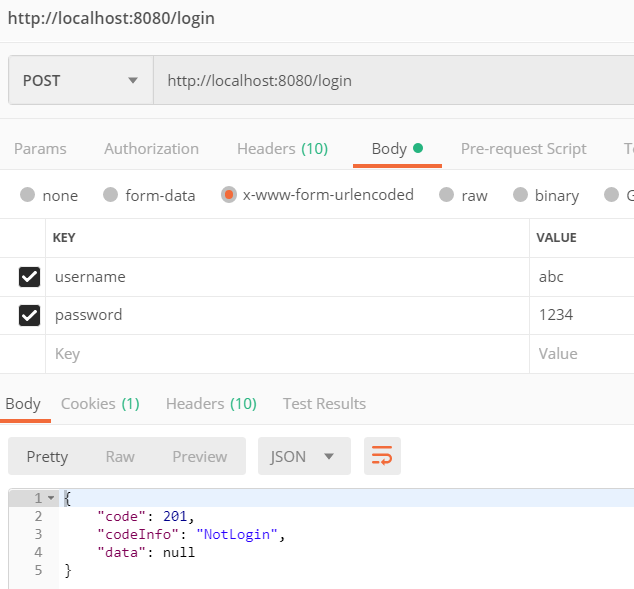 http://localhost:8080/login
POST http://localhost:8080/login
Params Authorization Headers (10) Body Pre-request Script
none form-data x-www-form-urlencoded raw binary
KEY VALUE
username abc
password 1234
Key Value
Body Cookies (1) Headers (10) Test Results
Pretty Raw Preview JSON
1 {
2 "code": 201,
3 "codeInfo": "NotLogin",
4 "data": null
5 }